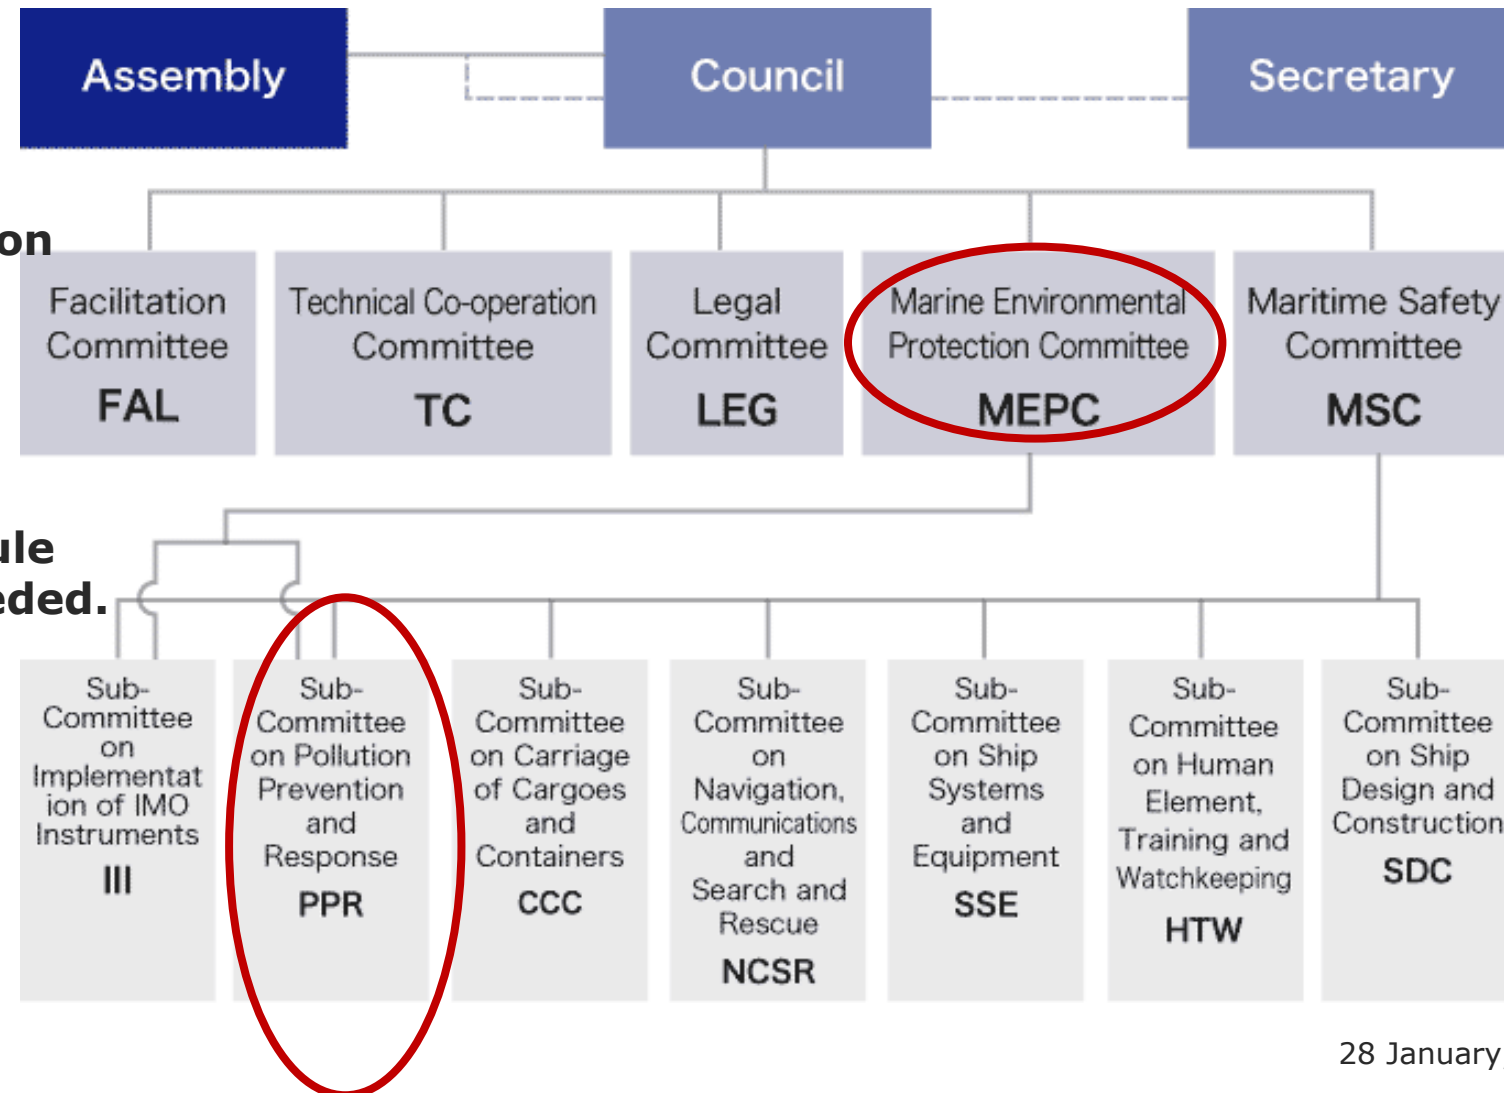 Assembly
Council
Secretary
on
Facilitation
Committee
FAL
Technical Co-operation
Committee
TC
Legal
Committee
LEG
Marine Environmental
Protection Committee
MEPC
Maritime Safety
Committee
MSC
ule
eded.
Sub-
Committee
on
Implementat
ion of IMO
Instruments
III
Sub-
Committee
on Pollution
Prevention
and
Response
PPR
Sub-
Committee
on Carriage
of Cargoes
and
Containers
CCC
Sub-
Committee
on
Navigation,
Communications
and
Search and
Rescue
NCSR
Sub-
Committee
on Ship
Systems
and
Equipment
SSE
Sub-
Committee
on Human
Element,
Training and
Watchkeeping
HTW
Sub-
Committee
on Ship
Design and
Construction
SDC
28 January,